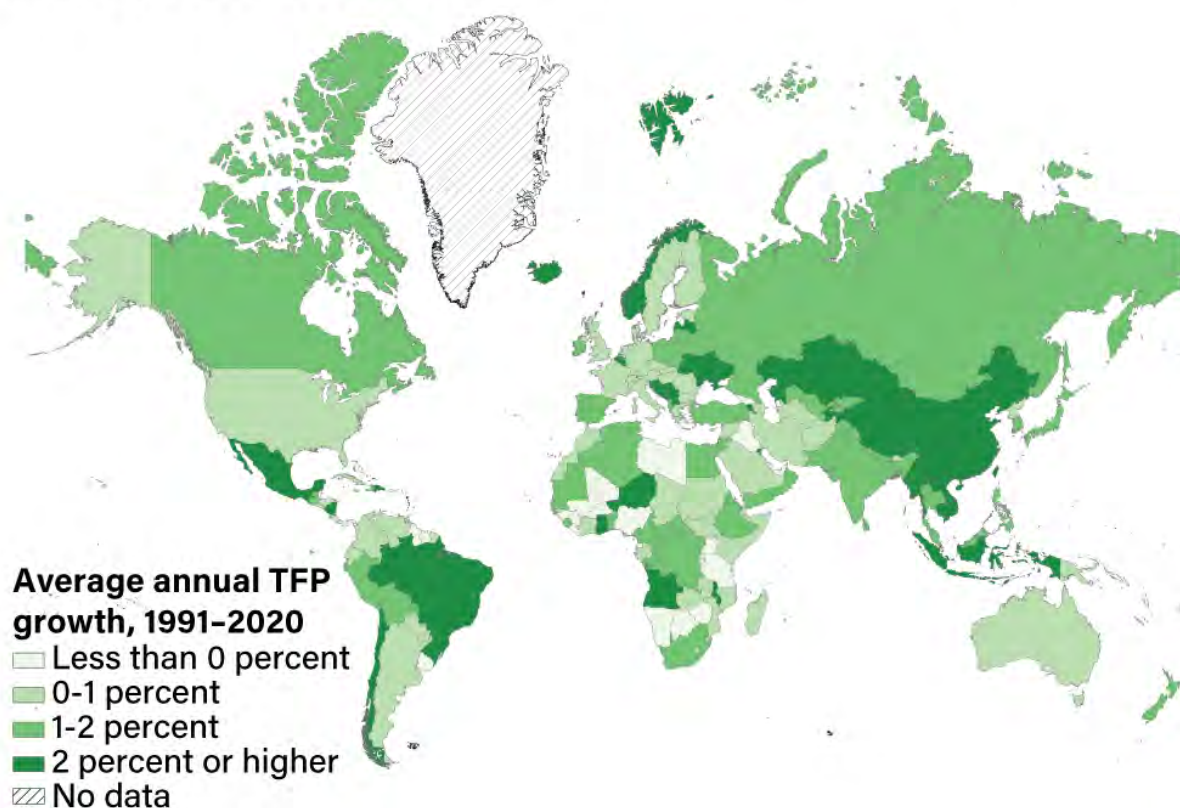 Average annual TFP
growth, 1991–2020
Less than 0 percent
0-1 percent
1-2 percent
2 percent or higher
No data